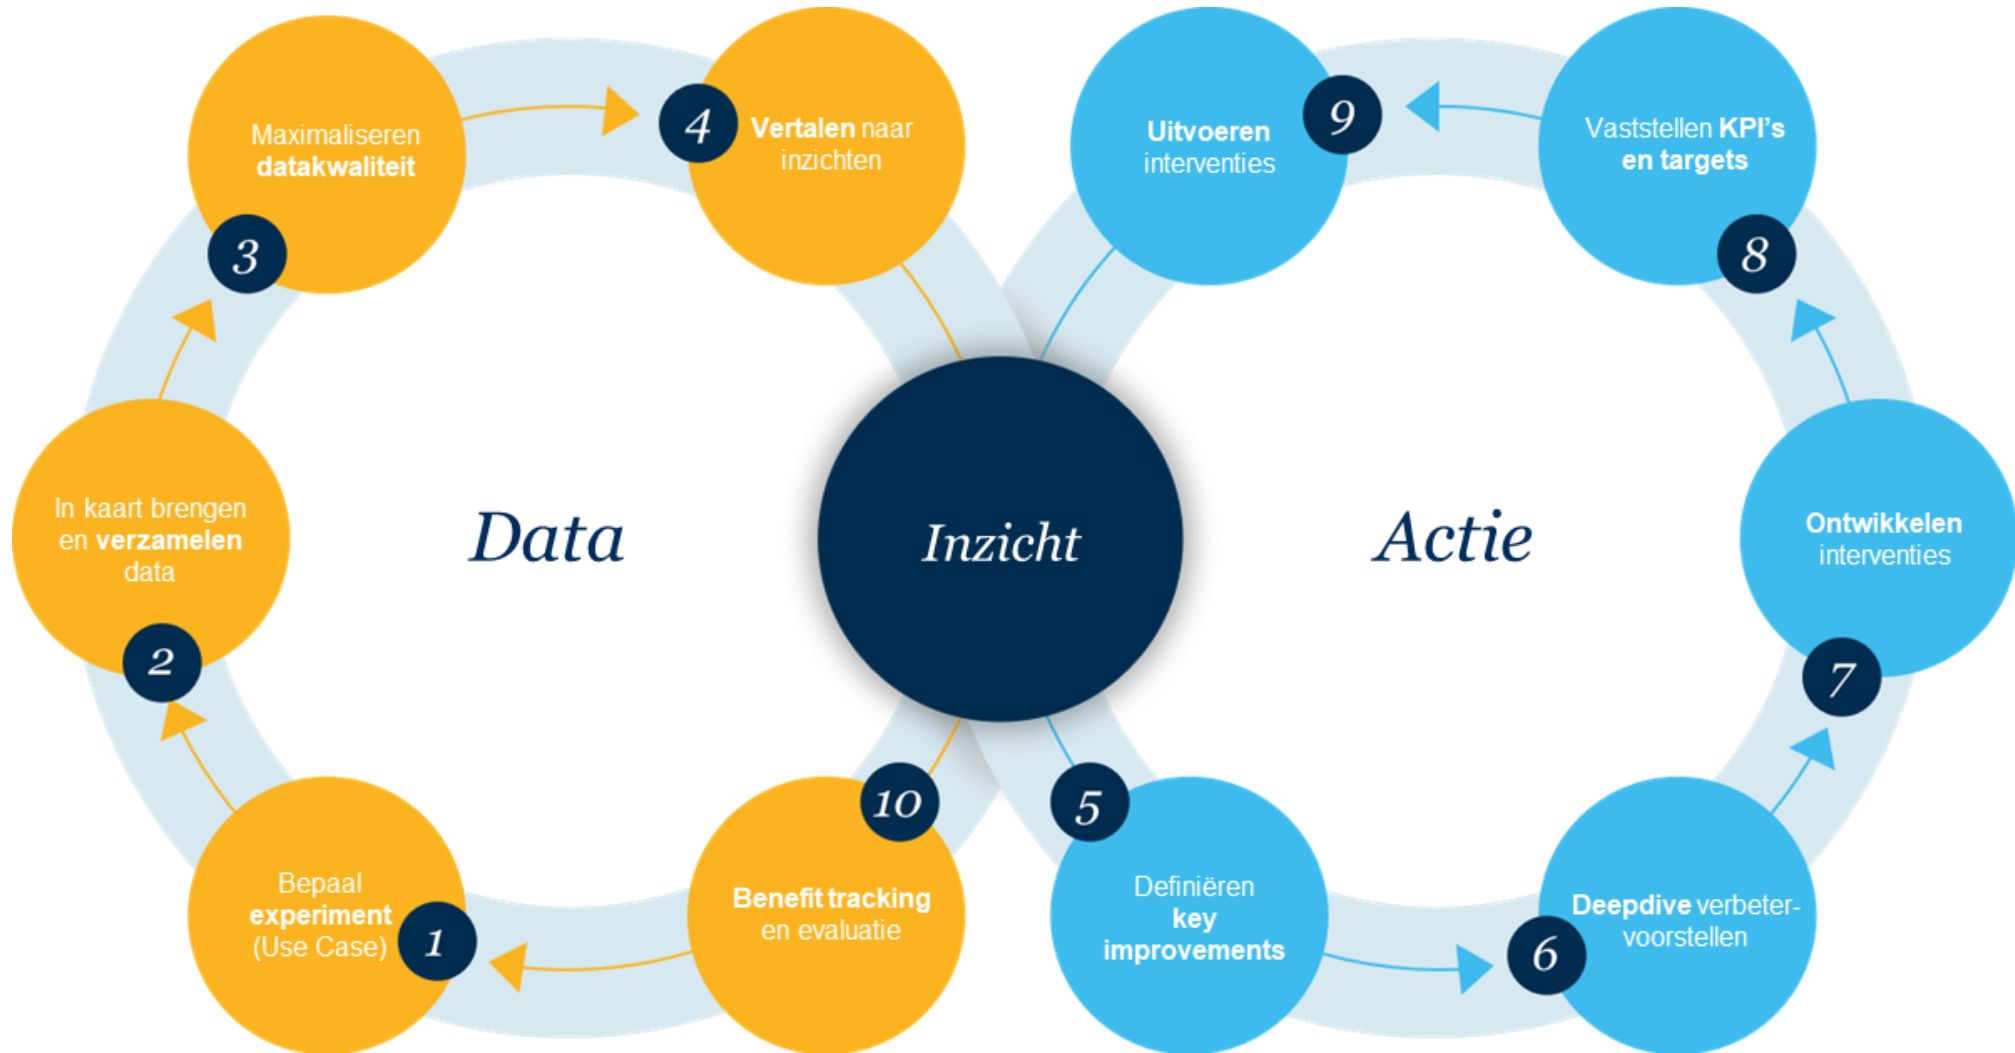 Maximaliseren
datakwaliteit
3
4
Vertalen naar
inzichten
Uitvoeren
interventies
9
Vaststellen KPI's
en targets
8
In kaart brengen
en verzamelen
data
2
Data
Inzicht
Actie
Ontwikkelen
interventies
7
Bepaal
experiment
(Use Case)
1
10
Benefit tracking
en evaluatie
5
Definiëren
key
improvements
6
Deepdive verbeter-
voorstellen